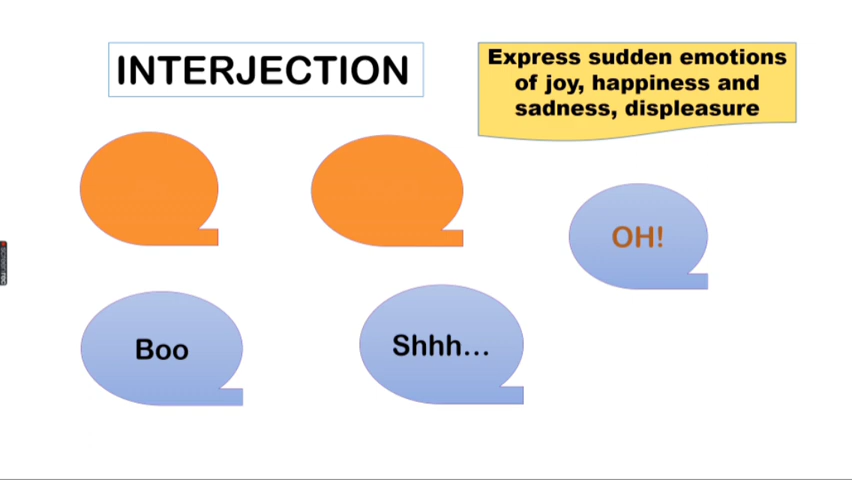 INTERJECTION
Express sudden emotions
of joy, happiness and
sadness, displeasure
OH!
Boo
Shhh...